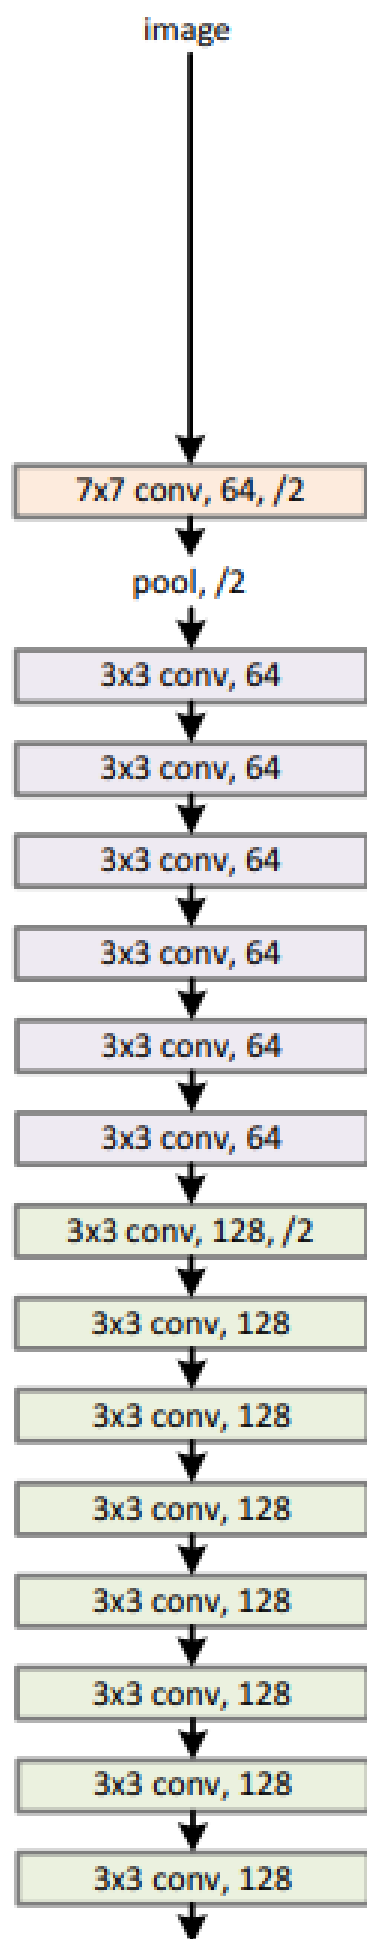 image
7x7 conv, 64, /2
pool, /2
3x3 conv, 64
3x3 conv, 64
3x3 conv, 64
3x3 conv, 64
3x3 conv, 64
3x3 conv, 64
3x3 conv, 128, /2
3x3 conv, 128
3x3 conv, 128
3x3 conv, 128
3x3 conv, 128
3x3 conv, 128
3x3 conv, 128
3x3 conv, 128